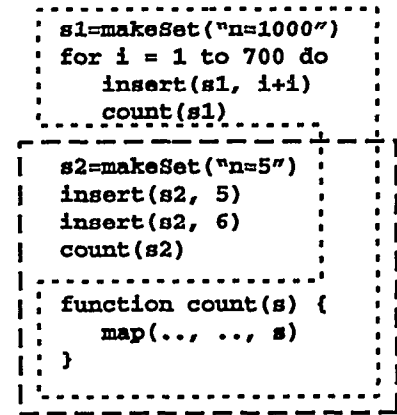 s1=makeSet("n=1000")
for i = 1 to 700 do
insert(s1, i+i)
count(s1)
s2=makeSet("n=5")
insert(s2, 5)
insert(s2, 6)
count(s2)
function count(s) {
map(.., .., s)
}